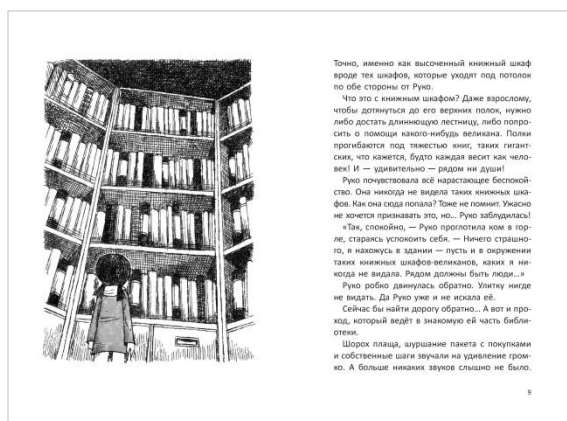 Точно, именно как высоченный книжный шкаф
вроде тех шкафов, которые уходят под потолок
по обе стороны от Руко.
Что это с книжным шкафом? Даже взрослому,
чтобы дотянуться до его верхних полок, нужно
либо достать длиннющую лестницу, либо попро-
сить о помощи какого-нибудь великана. Полки
прогибаются под тяжестью книг, таких гигант-
ских, что кажется, будто каждая весит как чело-
век! И — удивительно — рядом ни души!
Руко почувствовала всё нарастающее беспокой-
ство. Она никогда не видела таких книжных шка-
фов. Как она сюда попала? Тоже не помнит. Ужасно
не хочется признавать это, но... Руко заблудилась!
«Так, спокойно, — Руко проглотила ком в гор-
ле, стараясь успокоить себя. — Ничего страшно-
го, я нахожусь в здании — пусть и в окружении
таких книжных шкафов-великанов, каких я ни-
когда не видала. Рядом должны быть люди...»
Руко робко двинулась обратно. Улитку нигде
не видать. Да Руко уже и не искала её.
Сейчас бы найти дорогу обратно... А вот и про-
ход, который ведёт в знакомую ей часть библи-
отеки.
Шорох плаща, шуршание пакета с покупками
и собственные шаги звучали на удивление гром-
ко. А больше никаких звуков слышно не было.
9